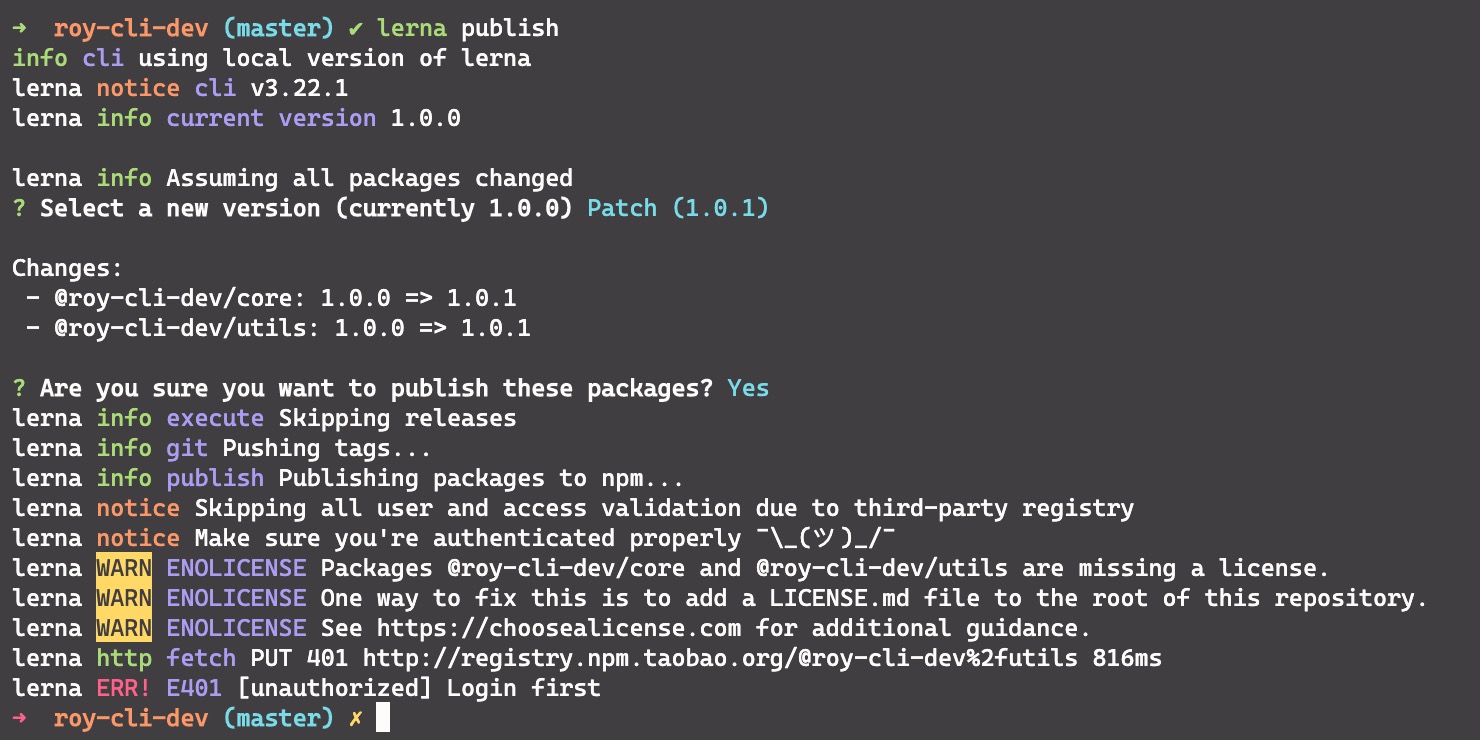 ➜  roy-cli-dev (master) ✔ lerna publish
info cli using local version of lerna
lerna notice cli v3.22.1
lerna info current version 1.0.0
lerna info Assuming all packages changed
? Select a new version (currently 1.0.0) Patch (1.0.1)
Changes:
 - @roy-cli-dev/core: 1.0.0 => 1.0.1
 - @roy-cli-dev/utils: 1.0.0 => 1.0.1
? Are you sure you want to publish these packages? Yes
lerna info execute Skipping releases
lerna info git Pushing tags...
lerna info publish Publishing packages to npm...
lerna notice Skipping all user and access validation due to third-party registry
lerna notice Make sure you're authenticated properly ¯\_(ツ)_/¯
lerna WARN ENOLICENSE Packages @roy-cli-dev/core and @roy-cli-dev/utils are missing a license.
lerna WARN ENOLICENSE One way to fix this is to add a LICENSE.md file to the root of this repository.
lerna WARN ENOLICENSE See https://choosealicense.com for additional guidance.
lerna http fetch PUT 401 http://registry.npm.taobao.org/@roy-cli-dev%2futils 816ms
lerna ERR! E401 [unauthorized] Login first
➜  roy-cli-dev (master) ✗